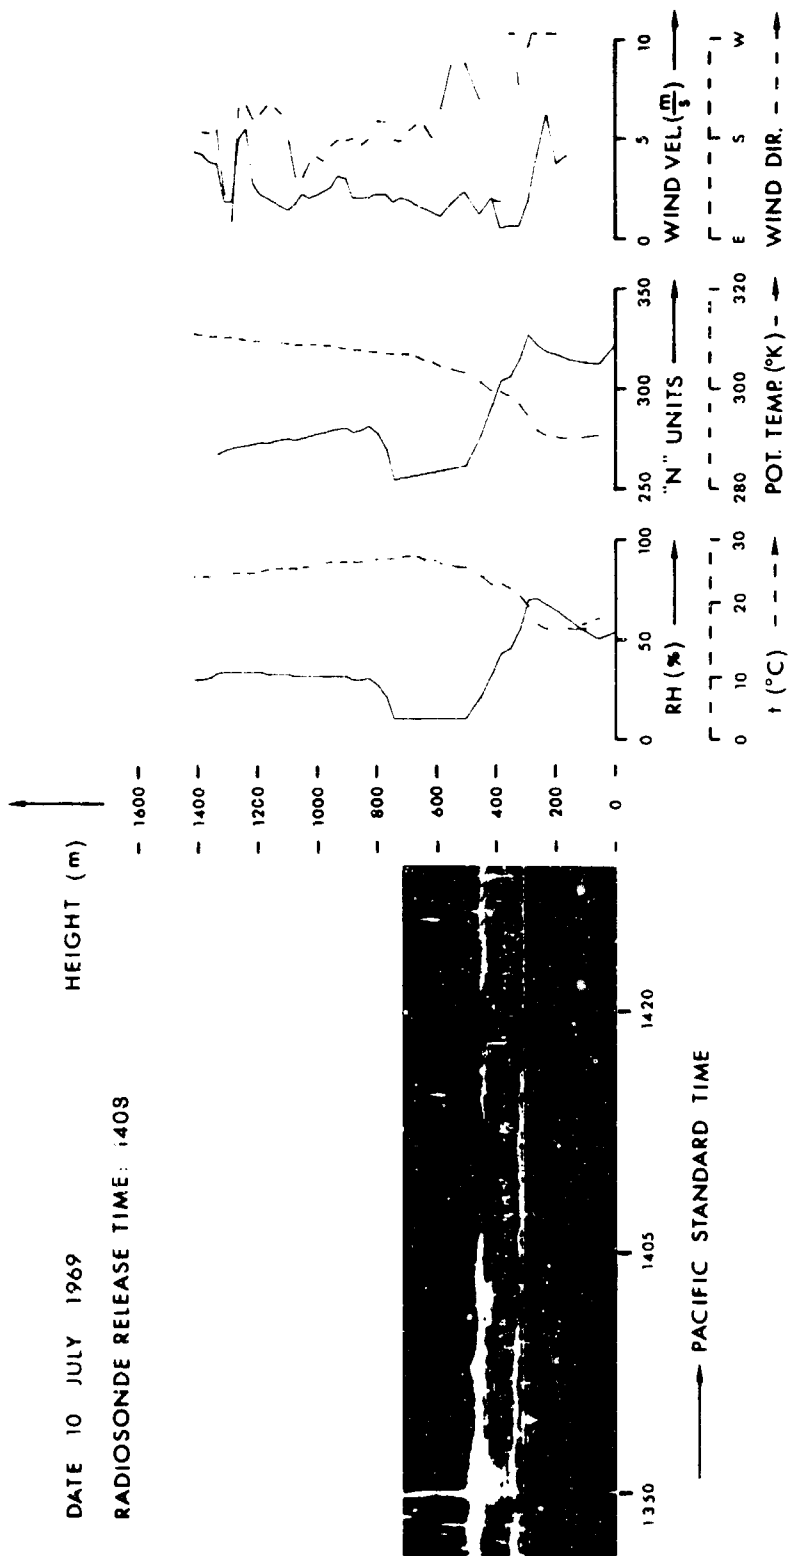 DATE 10 JULY 1969
RADIOSONDE RELEASE TIME: 1408
HEIGHT (m)
1600
1400
1200
1000
800
600
400
200
0
1350
1405
1420
PACIFIC STANDARD TIME
0 50 100
RH (%)
0 10 20 30
t (°C)
250 300 350
"N" UNITS
280 300 320
POT. TEMP. (°K)
0 5 10
WIND VEL. (m/s)
E S W
WIND DIR.